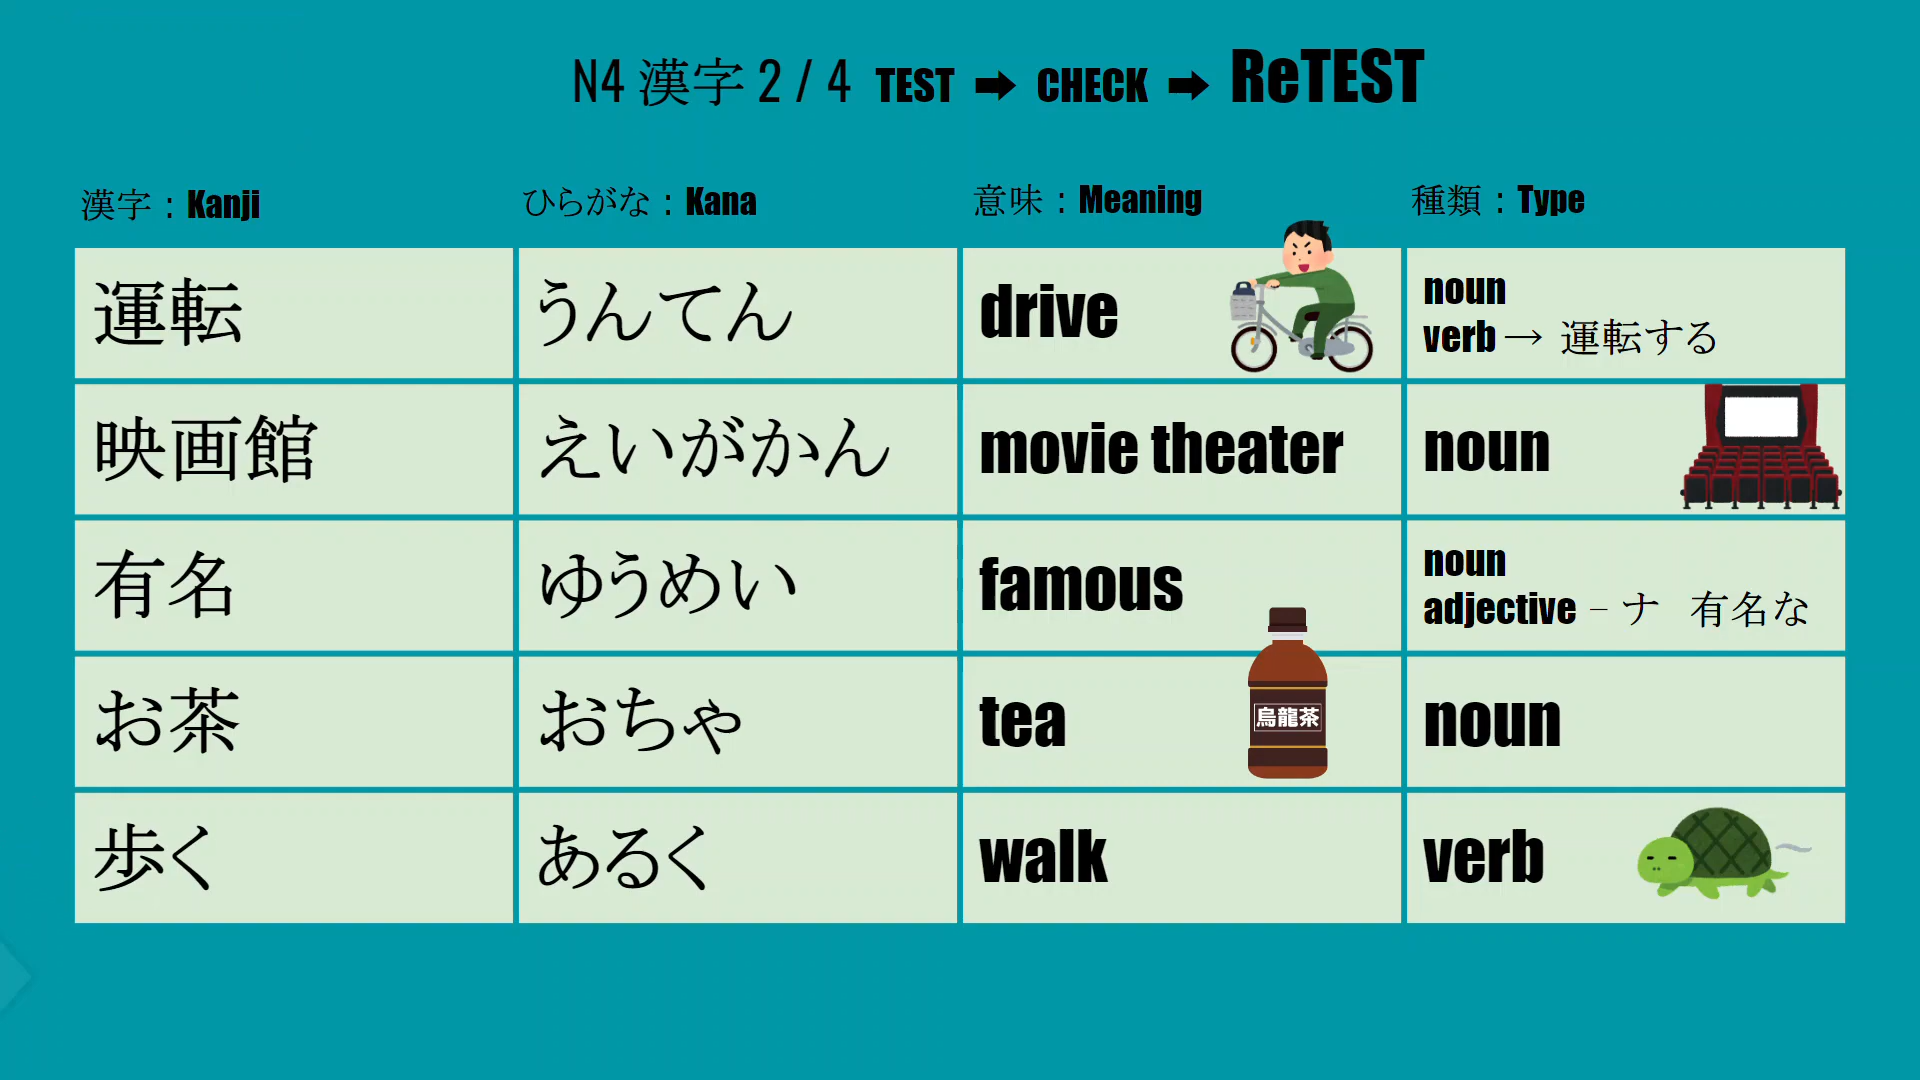 N4 漢字 2 / 4 TEST ➡ CHECK ➡ ReTEST
漢字：Kanji ひらがな：Kana 意味：Meaning 種類：Type
運転
うんてん
drive
noun
verb → 運転する
映画館
えいがかん
movie theater
noun
有名
ゆうめい
famous
noun
adjective – ナ 有名な
お茶
おちゃ
tea
烏龍茶
noun
歩く
あるく
walk
verb